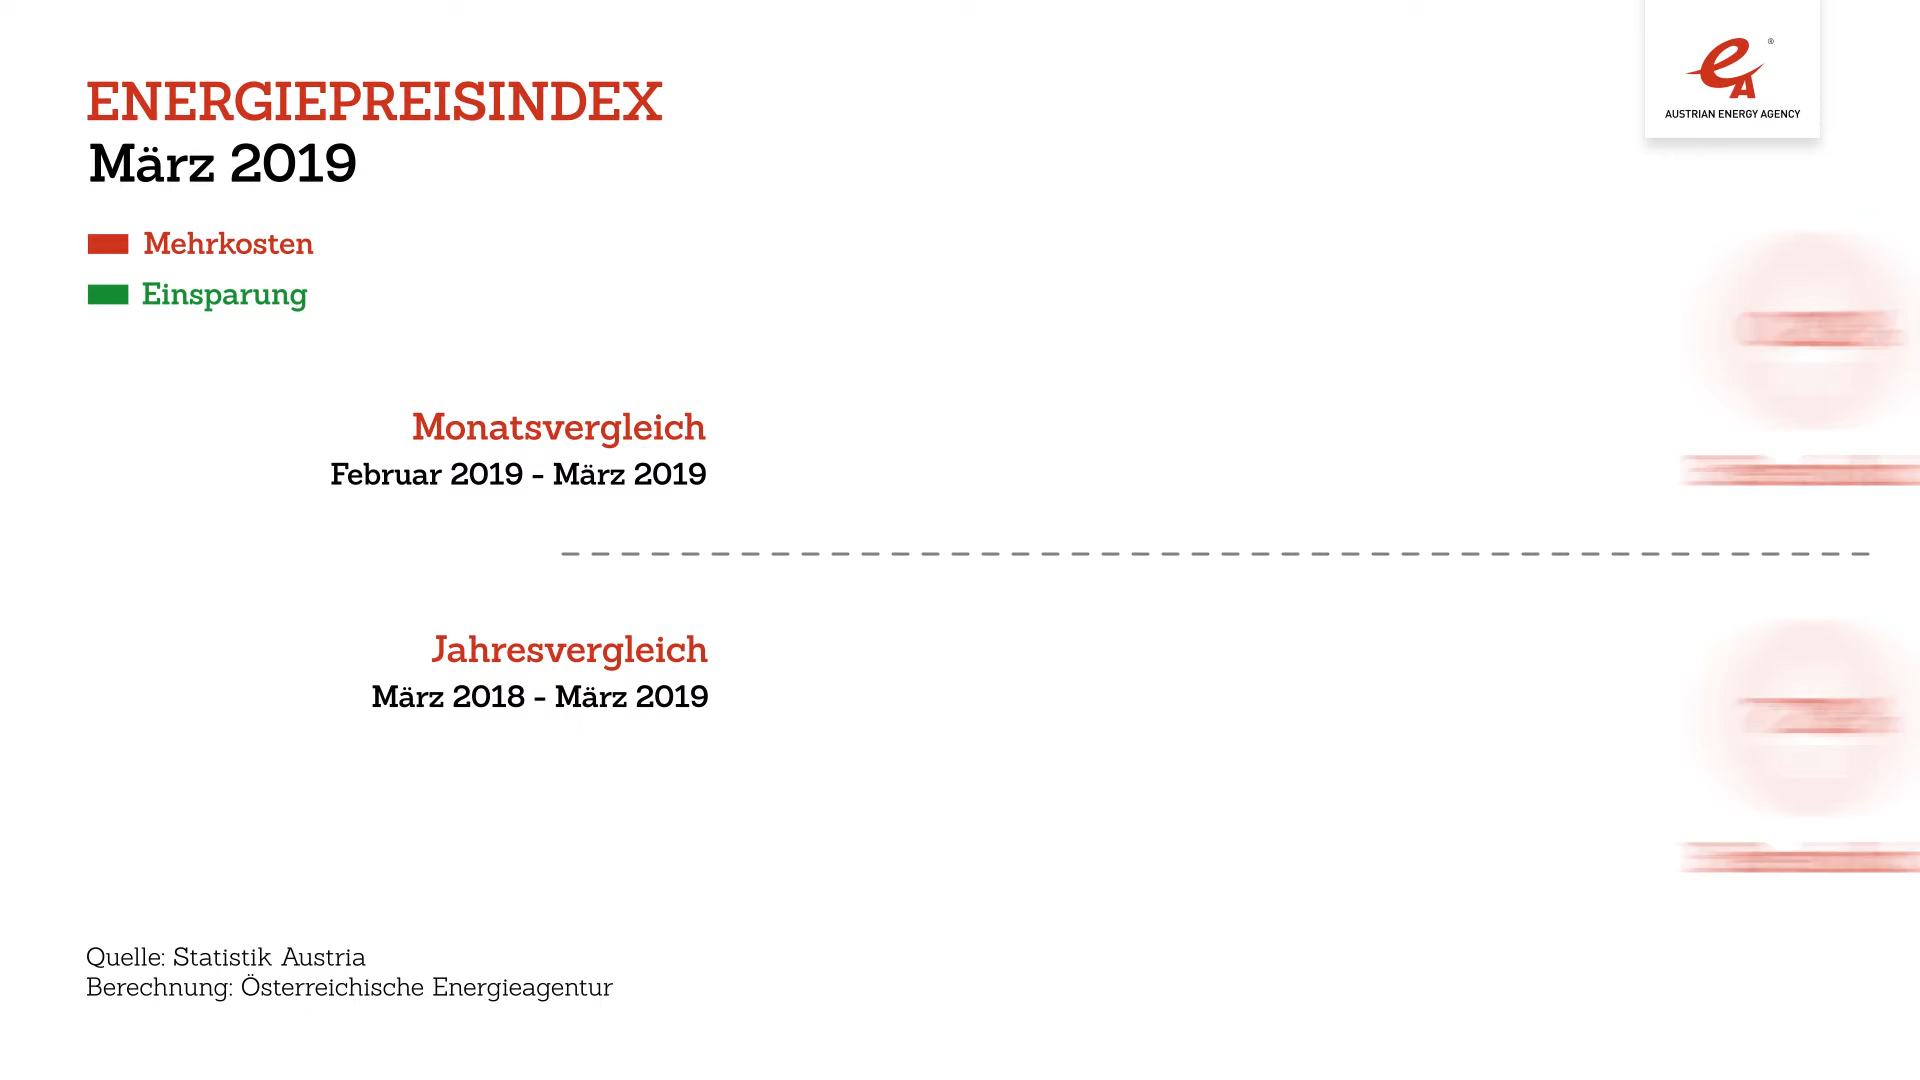 ENERGIEPREISINDEX
März 2019
®
AUSTRIAN ENERGY AGENCY
Mehrkosten
Einsparung
Monatsvergleich
Februar 2019 - März 2019
Jahresvergleich
März 2018 - März 2019
Quelle: Statistik Austria
Berechnung: Österreichische Energieagentur